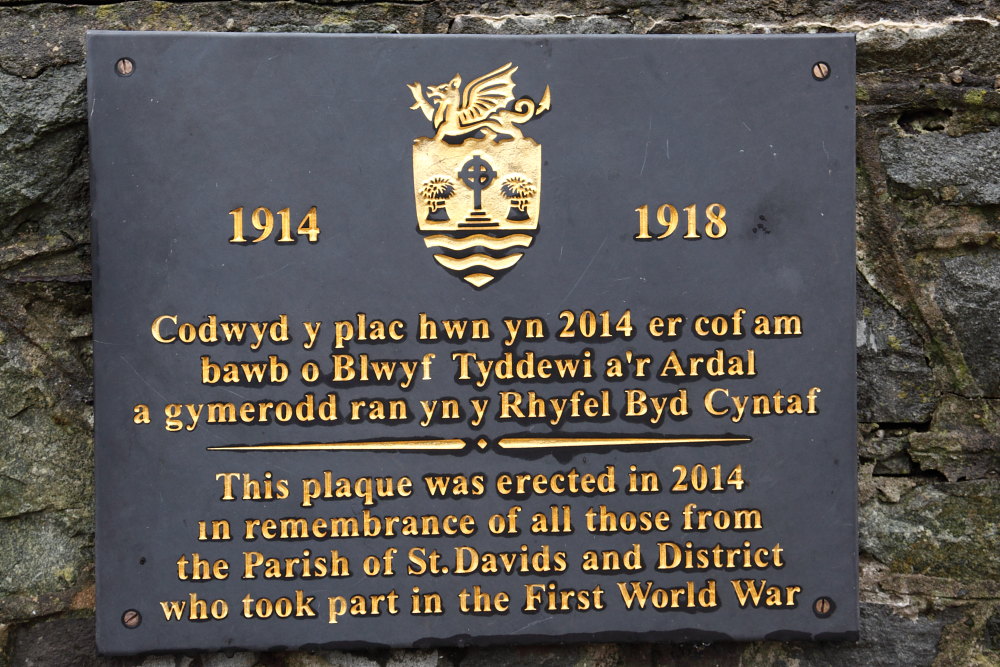 1914 1918
Codwyd y plac hwn yn 2014 er cof am
bawb o Blwyf Tyddewi a'r Ardal
a gymerodd ran yn y Rhyfel Byd Cyntaf
This plaque was erected in 2014
in remembrance of all those from
the Parish of St.Davids and District
who took part in the First World War